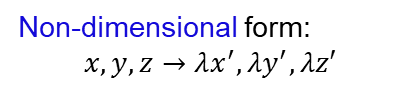 Non-dimensional form:
x, y, z → λx′, λy′, λz′